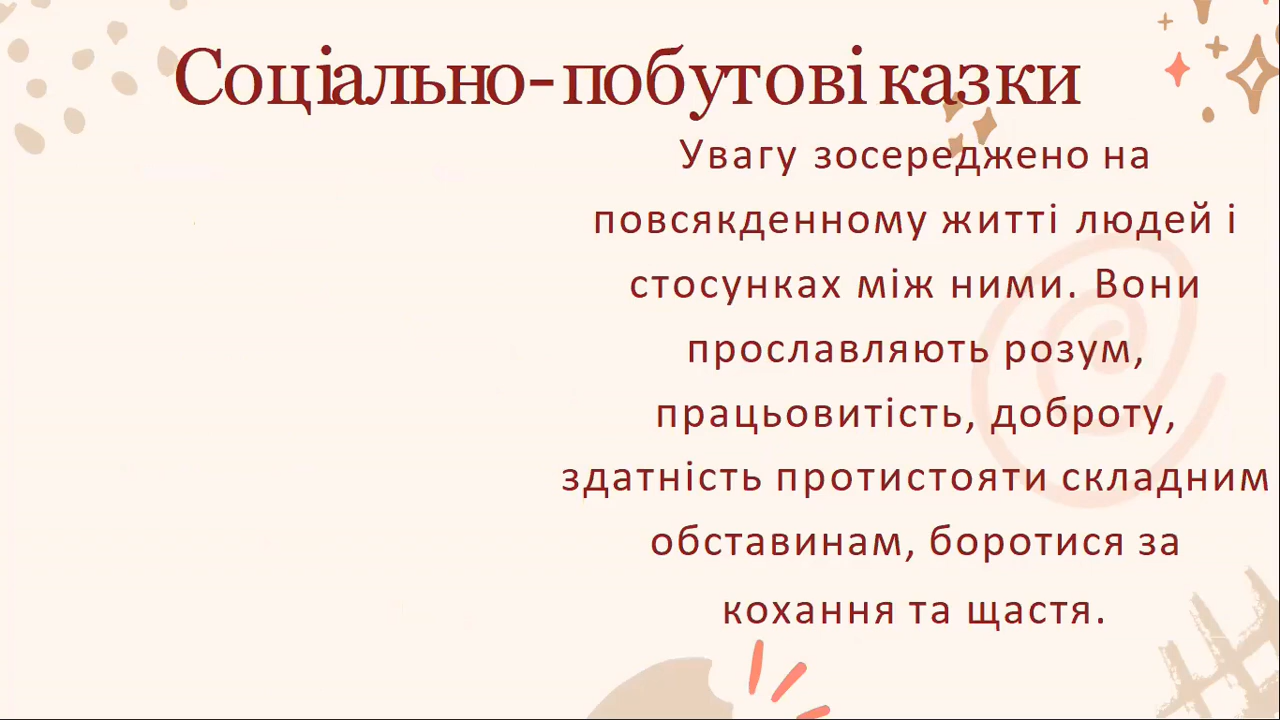 Соціально-побутові казки
Увагу зосереджено на
повсякденному житті людей і
стосунках між ними. Вони
прославляють розум,
працьовитість, доброту,
здатність протистояти складним
обставинам, боротися за
кохання та щастя.